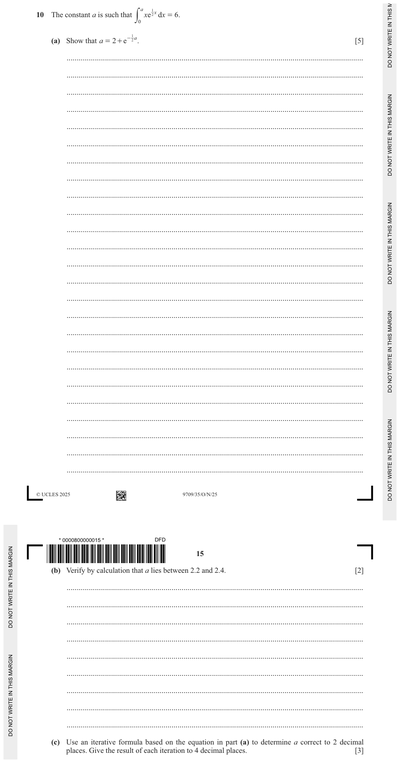 DO NOT WRITE IN THIS MARGIN
DO NOT WRITE IN THIS MARGIN
DO NOT WRITE IN THIS MARGIN
DO NOT WRITE IN THIS MARGIN
DO NOT WRITE IN THIS MARGIN
10 The constant a is such that ∫₀ᵃ xe^(½x) dx = 6.
(a) Show that a = 2 + e^(−½a). [5]
© UCLES 2025 9709/35/O/N/25
DO NOT WRITE IN THIS MARGIN
DO NOT WRITE IN THIS MARGIN
* 0000800000015 * DFD
15
(b) Verify by calculation that a lies between 2.2 and 2.4. [2]
(c) Use an iterative formula based on the equation in part (a) to determine a correct to 2 decimal
places. Give the result of each iteration to 4 decimal places. [3]